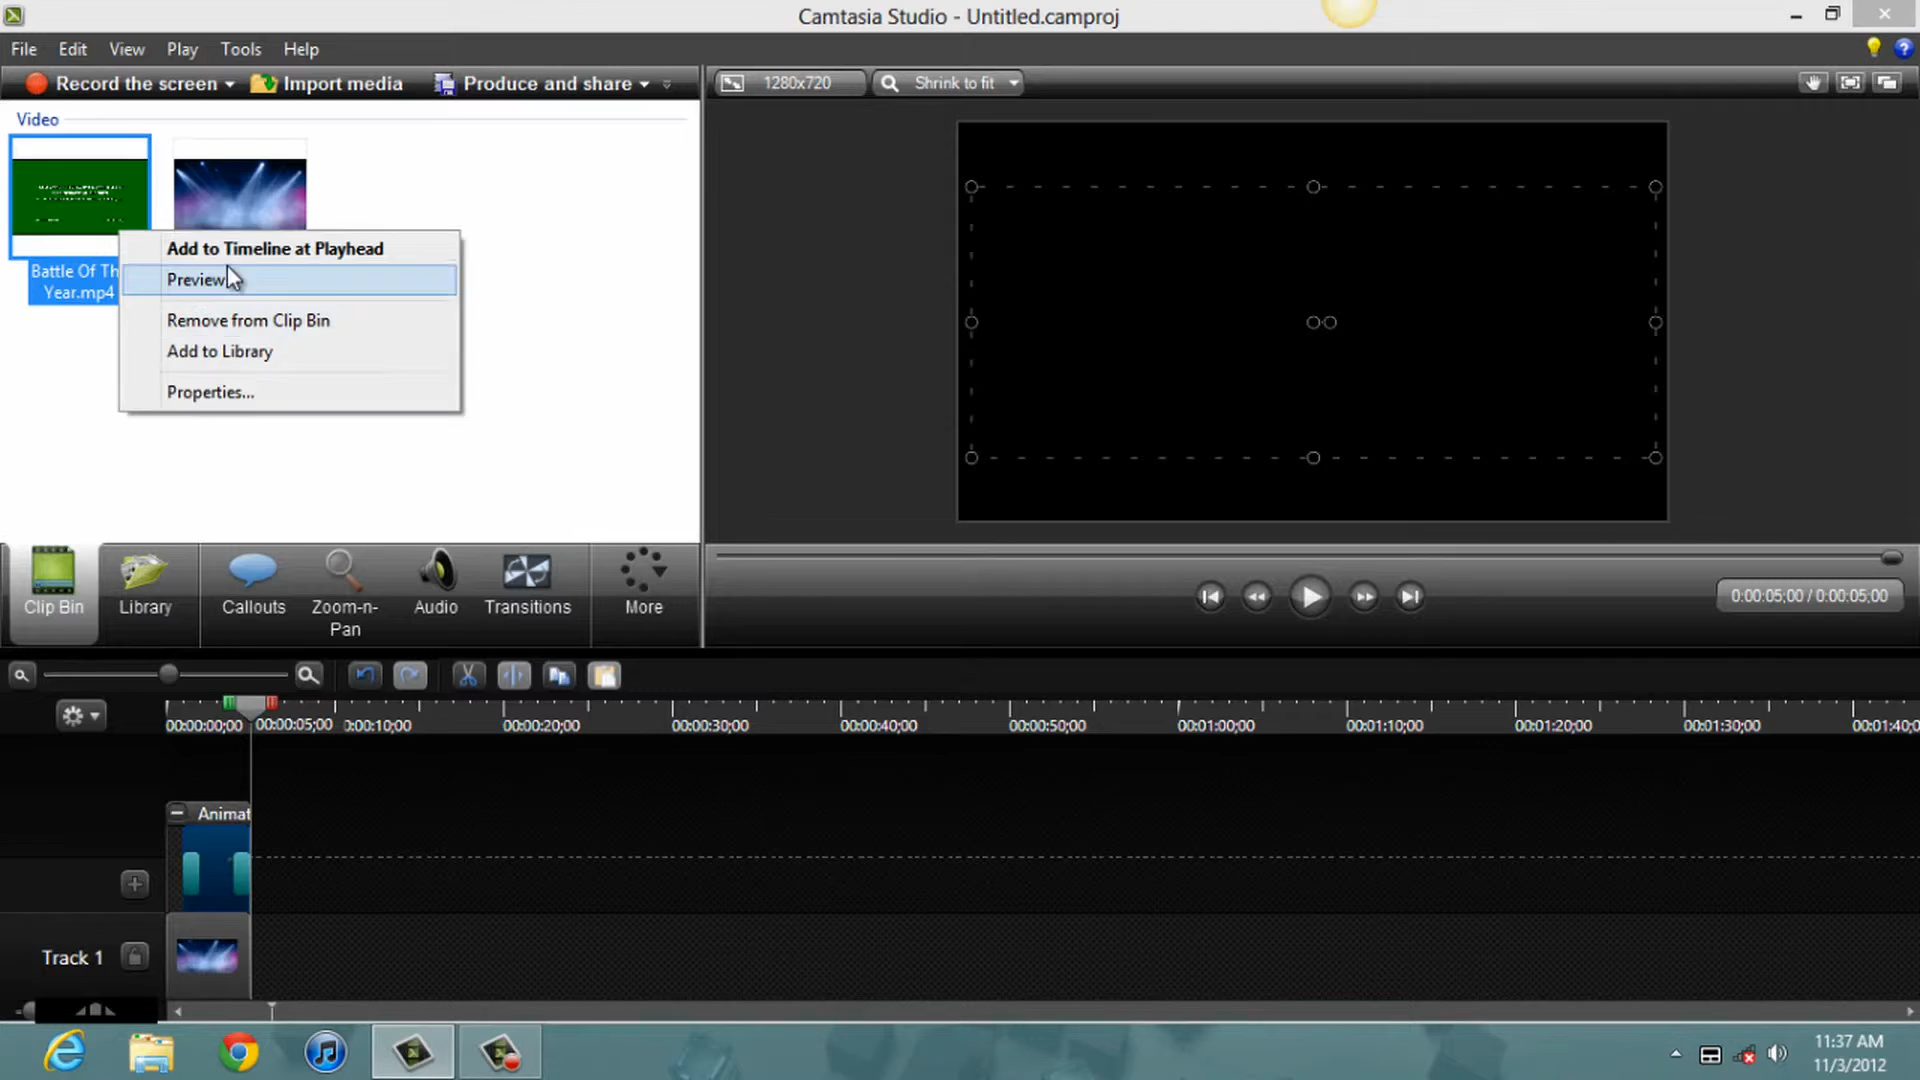 Camtasia Studio - Untitled.camproj
File Edit View Play Tools Help
Record the screen Import media Produce and share 1280x720 Shrink to fit
Video
Battle Of Th
Year.mp4
Add to Timeline at Playhead
Preview
Remove from Clip Bin
Add to Library
Properties...
Clip Bin Library Callouts Zoom-n-Pan Audio Transitions More
0:00:05;00 / 0:00:05;00
00:00:00;00 00:00:05;00 0:00:10;00 00:00:20;00 00:00:30;00 00:00:40;00 00:00:50;00 00:01:00;00 00:01:10;00 00:01:20;00 00:01:30;00 00:01:40;0
Animat
Track 1
11:37 AM
11/3/2012